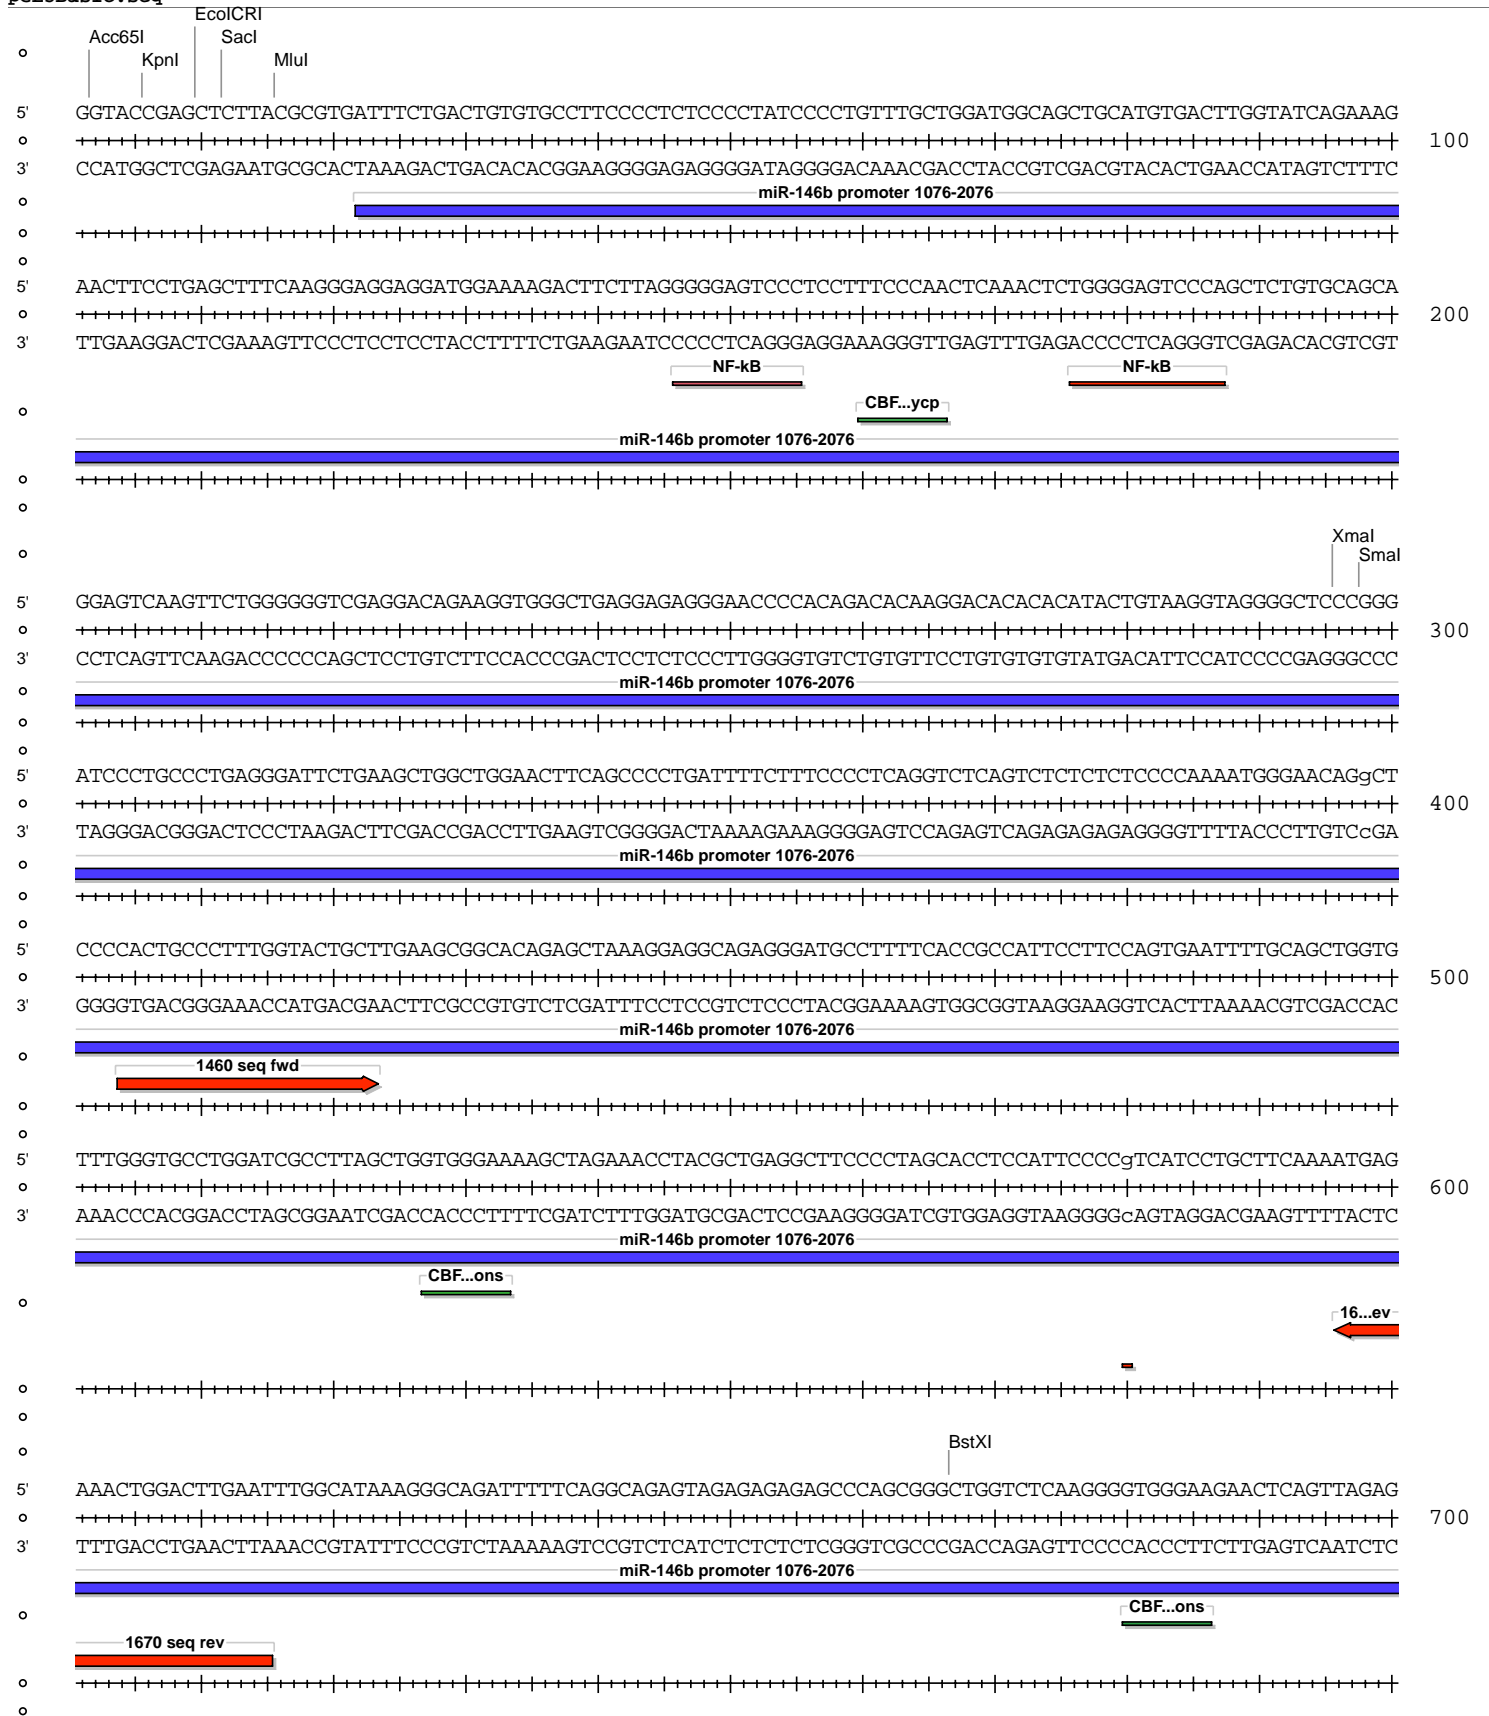 EcoICRI
Acc65I SacI
KpnI MluI
5' GGTACCGAGCTCTTACGCGTGATTTCTGACTGTGTGCCTTCCCCTCTCCCCTATCCCCTGTTTGCTGGATGGCAGCTGCATGTGACTTGGTATCAGAAAG
100
3' CCATGGCTCGAGAATGCGCACTAAAGACTGACACACGGAAGGGGAGAGGGGATAGGGGACAAACGACCTACCGTCGACGTACACTGAACCATAGTCTTTC
miR-146b promoter 1076-2076
5' AACTTCCTGAGCTTTCAAGGGAGGAGGATGGAAAAGACTTCTTAGGGGGAGTCCCTCCTTTCCCAACTCAAACTCTGGGGAGTCCCAGCTCTGTGCAGCA
200
3' TTGAAGGACTCGAAAGTTCCCTCCTCCTACCTTTTCTGAAGAATCCCCCTCAGGGAGGAAAGGGTTGAGTTTGAGACCCCTCAGGGTCGAGACACGTCGT
NF-kB NF-kB
CBF...ycp
miR-146b promoter 1076-2076
XmaI
SmaI
5' GGAGTCAAGTTCTGGGGGGTCGAGGACAGAAGGTGGGCTGAGGAGAGGGAACCCCACAGACACAAGGACACACACATACTGTAAGGTAGGGGCTCCCGGG
300
3' CCTCAGTTCAAGACCCCCCAGCTCCTGTCTTCCACCCGACTCCTCTCCCTTGGGGTGTCTGTGTTCCTGTGTGTGTATGACATTCCATCCCCGAGGGCCC
miR-146b promoter 1076-2076
5' ATCCCTGCCCTGAGGGATTCTGAAGCTGGCTGGAACTTCAGCCCCTGATTTTCTTTCCCCTCAGGTCTCAGTCTCTCTCTCCCCAAAATGGGAACAGgCT
400
3' TAGGGACGGGACTCCCTAAGACTTCGACCGACCTTGAAGTCGGGGACTAAAAGAAAGGGGAGTCCAGAGTCAGAGAGAGAGGGGTTTTACCCTTGTCcGA
miR-146b promoter 1076-2076
5' CCCCACTGCCCTTTGGTACTGCTTGAAGCGGCACAGAGCTAAAGGAGGCAGAGGGATGCCTTTTCACCGCCATTCCTTCCAGTGAATTTTGCAGCTGGTG
500
3' GGGGTGACGGGAAACCATGACGAACTTCGCCGTGTCTCGATTTCCTCCGTCTCCCTACGGAAAAGTGGCGGTAAGGAAGGTCACTTAAAACGTCGACCAC
miR-146b promoter 1076-2076
1460 seq fwd
5' TTTGGGTGCCTGGATCGCCTTAGCTGGTGGGAAAAGCTAGAAACCTACGCTGAGGCTTCCCCTAGCACCTCCATTCCCCgTCATCCTGCTTCAAAATGAG
600
3' AAACCCACGGACCTAGCGGAATCGACCACCCTTTTCGATCTTTGGATGCGACTCCGAAGGGGATCGTGGAGGTAAGGGGcAGTAGGACGAAGTTTTACTC
miR-146b promoter 1076-2076
CBF...ons
16...ev
BstXI
5' AAACTGGACTTGAATTTGGCATAAAGGGCAGATTTTTCAGGCAGAGTAGAGAGAGAGCCCAGCGGGCTGGTCTCAAGGGGTGGGAAGAACTCAGTTAGAG
700
3' TTTGACCTGAACTTAAACCGTATTTCCCGTCTAAAAAGTCCGTCTCATCTCTCTCTCGGGTCGCCCGACCAGAGTTCCCCACCCTTCTTGAGTCAATCTC
miR-146b promoter 1076-2076
CBF...ons
1670 seq rev